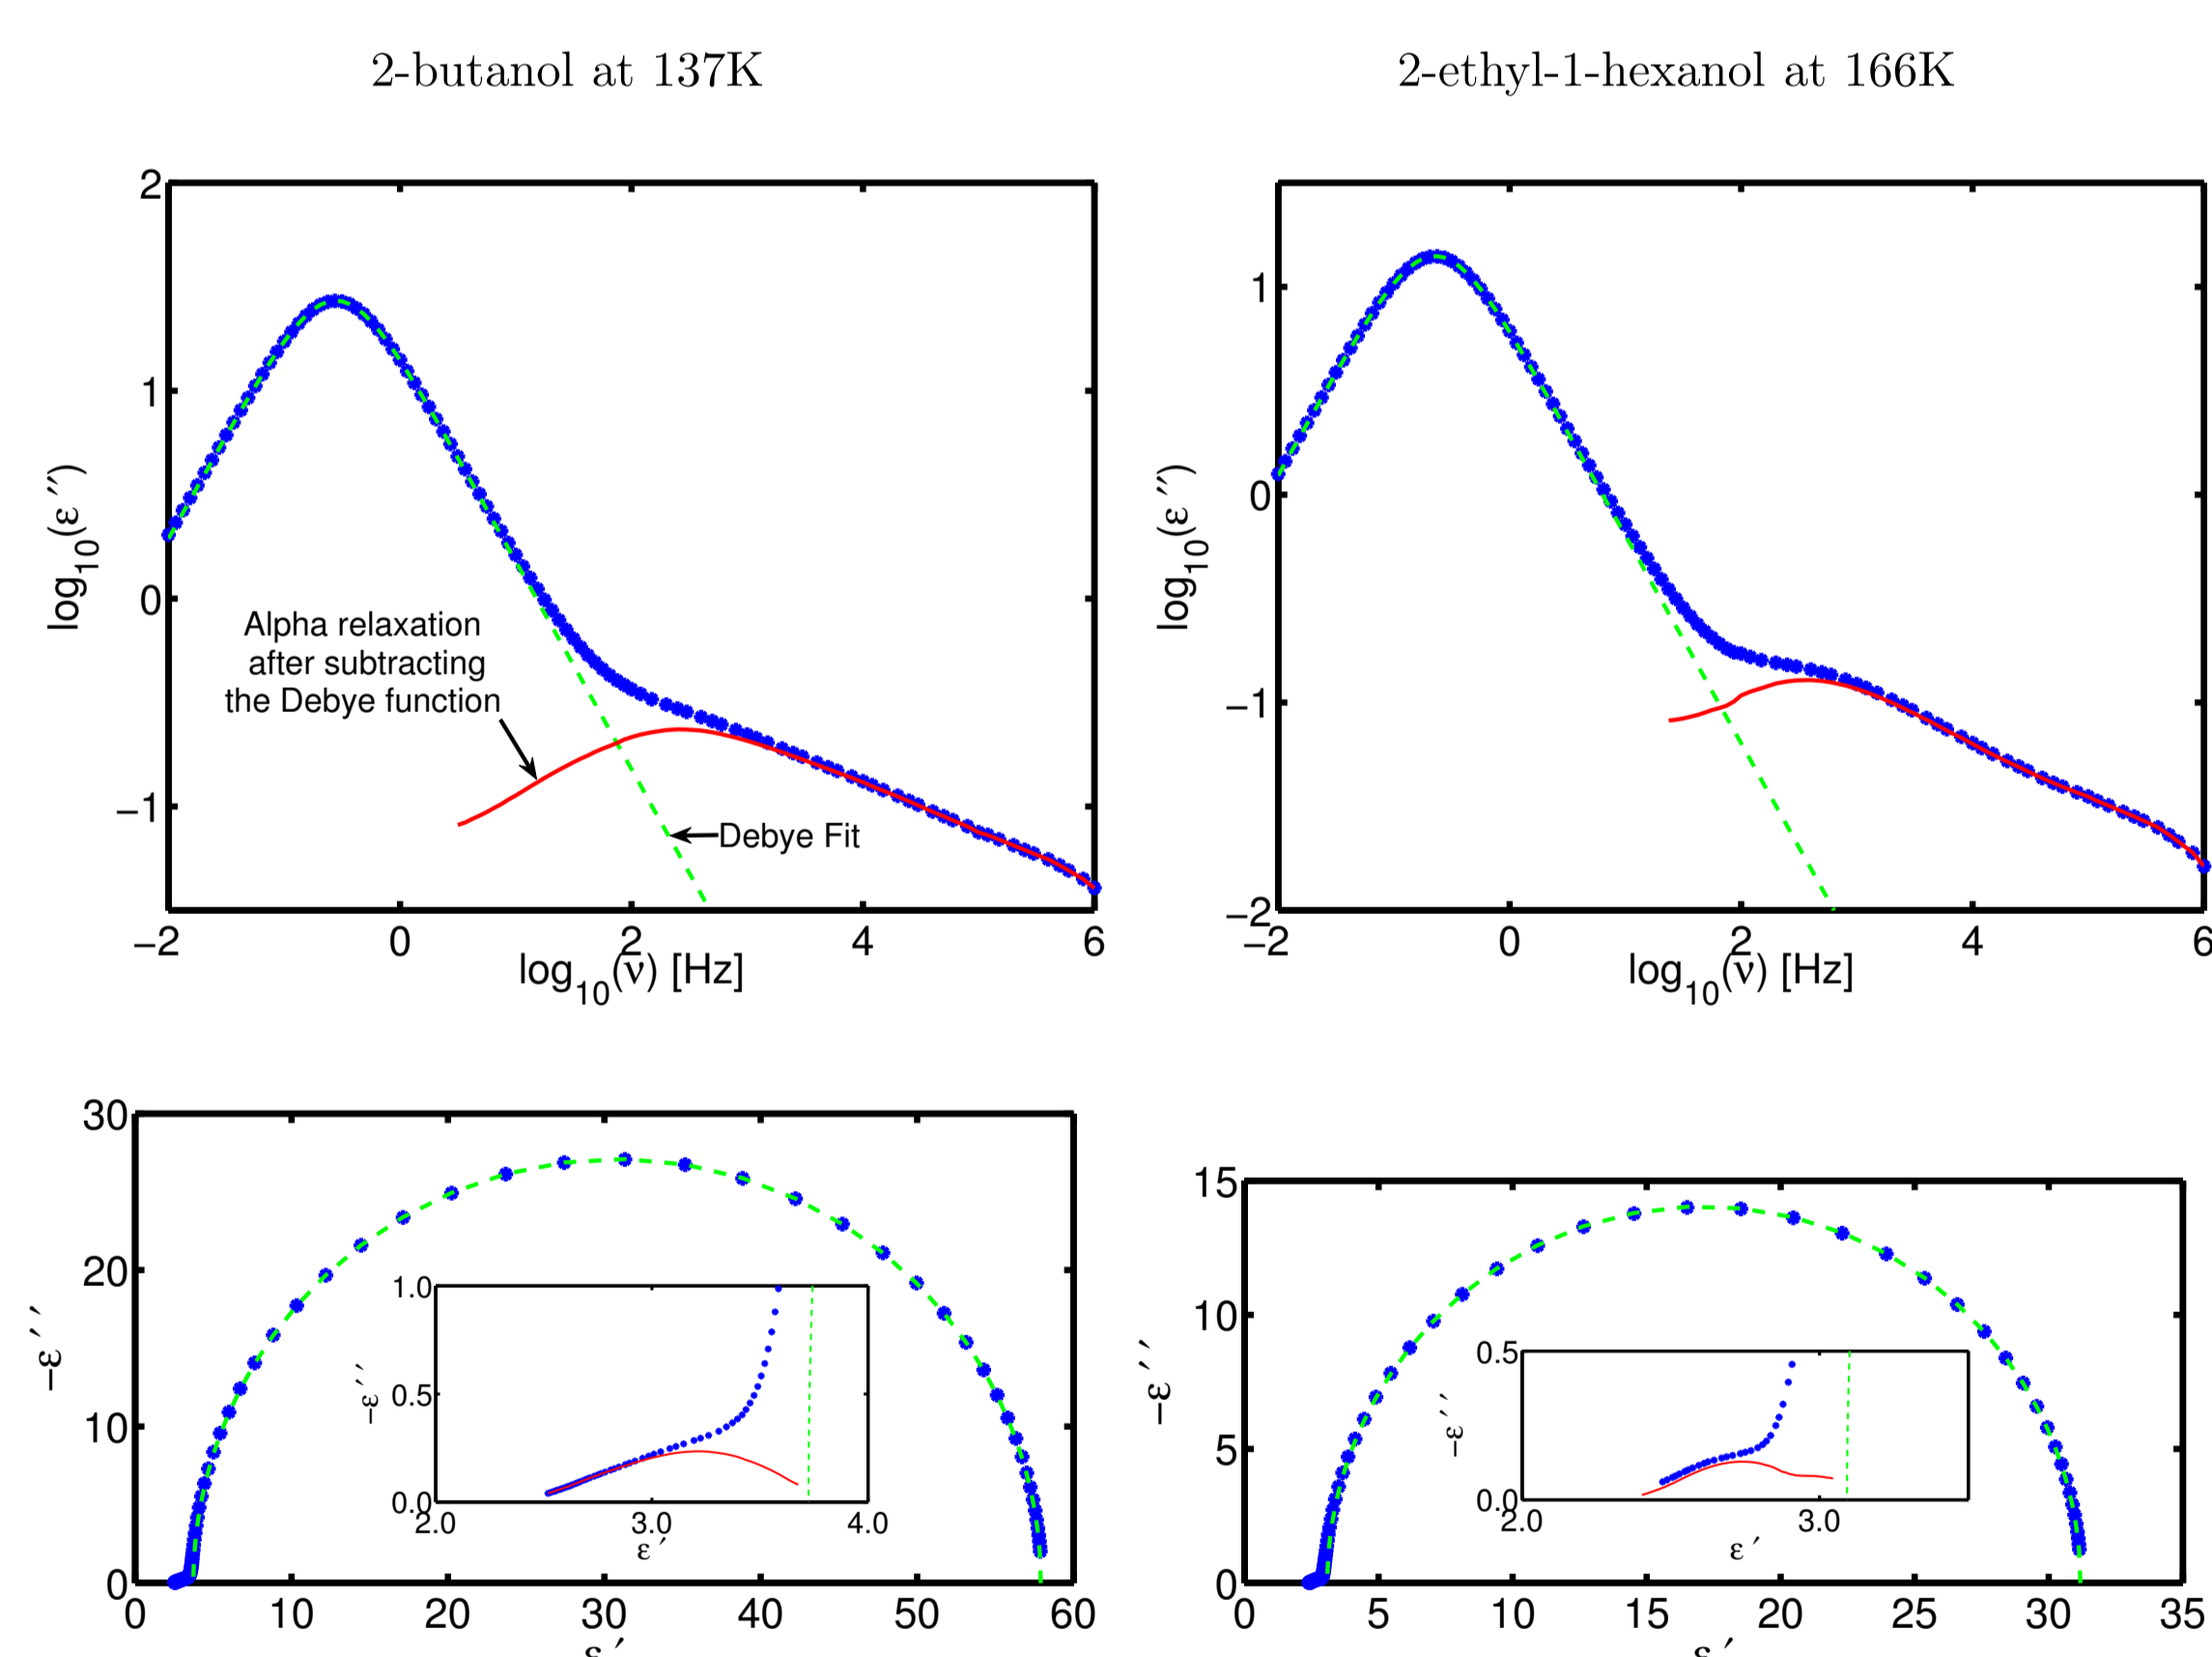 2-butanol at 137K
2-ethyl-1-hexanol at 166K
2
1
0
−1
log10(ε″)
Alpha relaxation
after subtracting
the Debye function
Debye Fit
−2 0 2 4 6
log10(ν) [Hz]
1
0
−1
−2
log10(ε″)
−2 0 2 4 6
log10(ν) [Hz]
30
20
10
0
−ε′′
1.0
0.5
0.0
−ε′′
2.0 3.0 4.0
ε′
0 10 20 30 40 50 60
ε′
15
10
5
0
−ε′′
0.5
0.0
−ε′′
2.0 3.0
ε′
0 5 10 15 20 25 30 35
ε′